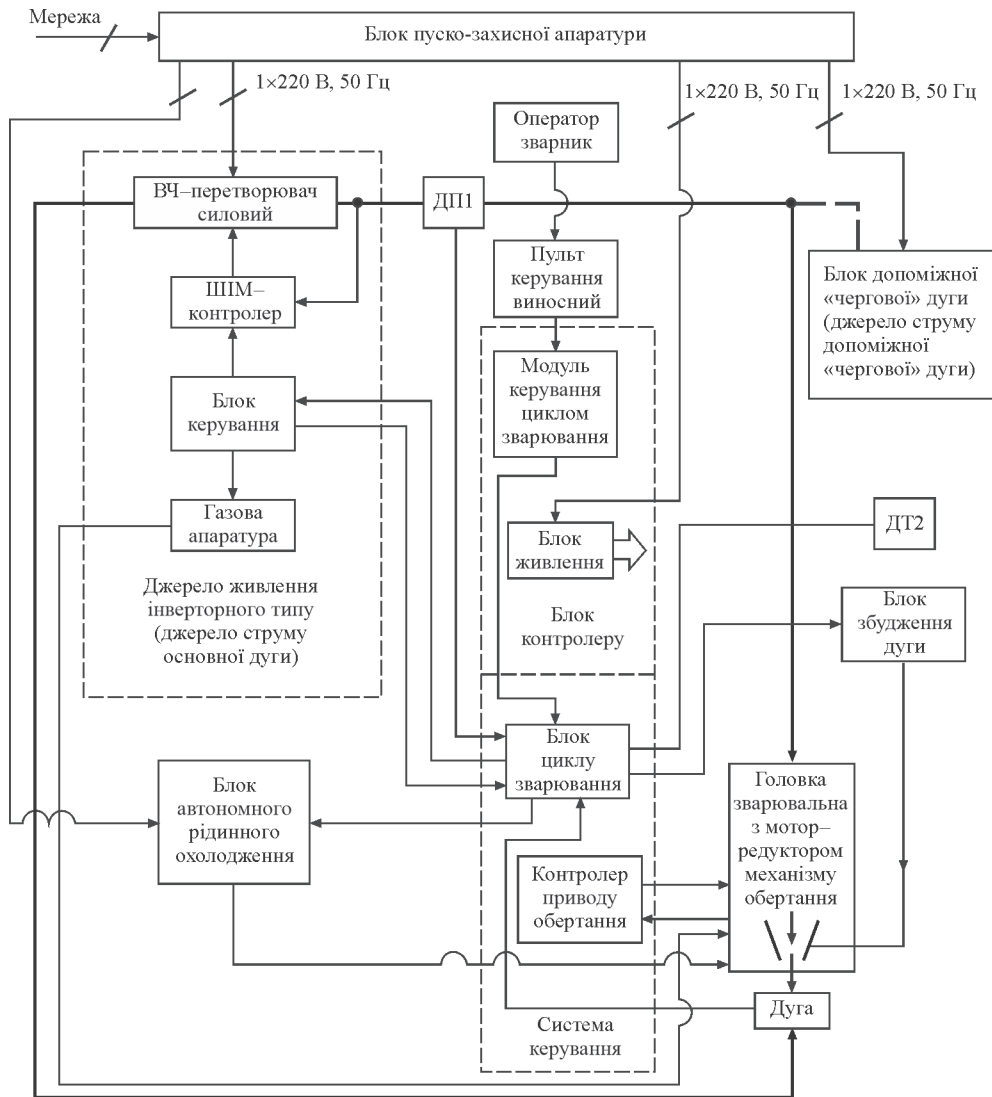 Мережа
Блок пуско-захисної апаратури
1×220 В, 50 Гц
1×220 В, 50 Гц
1×220 В, 50 Гц
Оператор
зварник
ВЧ–перетворювач
силовий
ДП1
Пульт
керування
виносний
Блок допоміжної
«чергової» дуги
(джерело струму
допоміжної
«чергової» дуги)
ШІМ–
контролер
Модуль
керування
циклом
зварювання
Блок
керування
Газова
апаратура
Блок
живлення
ДТ2
Джерело живлення
інверторного типу
(джерело струму
основної дуги)
Блок
контролеру
Блок
збудження
дуги
Блок
циклу
зварювання
Блок
автономного
рідинного
охолодження
Головка
зварювальна
з мотор–
редуктором
механізму
обертання
Контролер
приводу
обертання
Дуга
Система
керування